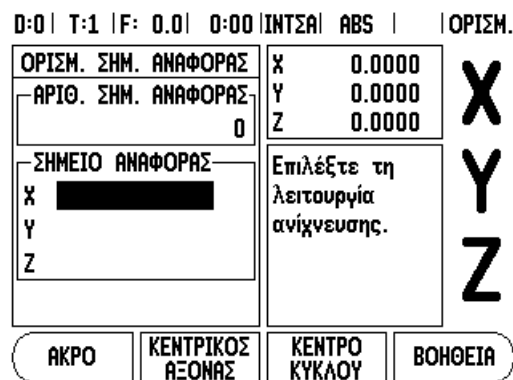 D:0 | T:1 | F: 0.0 | 0:00 | ΙΝΤΣΑ | ABS | | ΟΡΙΣΜ.
ΟΡΙΣΜ. ΣΗΜ. ΑΝΑΦΟΡΑΣ
ΑΡΙΘ. ΣΗΜ. ΑΝΑΦΟΡΑΣ
0
ΣΗΜΕΙΟ ΑΝΑΦΟΡΑΣ
X
Y
Z
X 0.0000
Y 0.0000
Z 0.0000
Επιλέξτε τη
λειτουργία
ανίχνευσης.
X
Y
Z
ΑΚΡΟ
ΚΕΝΤΡΙΚΟΣ
ΑΞΟΝΑΣ
ΚΕΝΤΡΟ
ΚΥΚΛΟΥ
ΒΟΗΘΕΙΑ